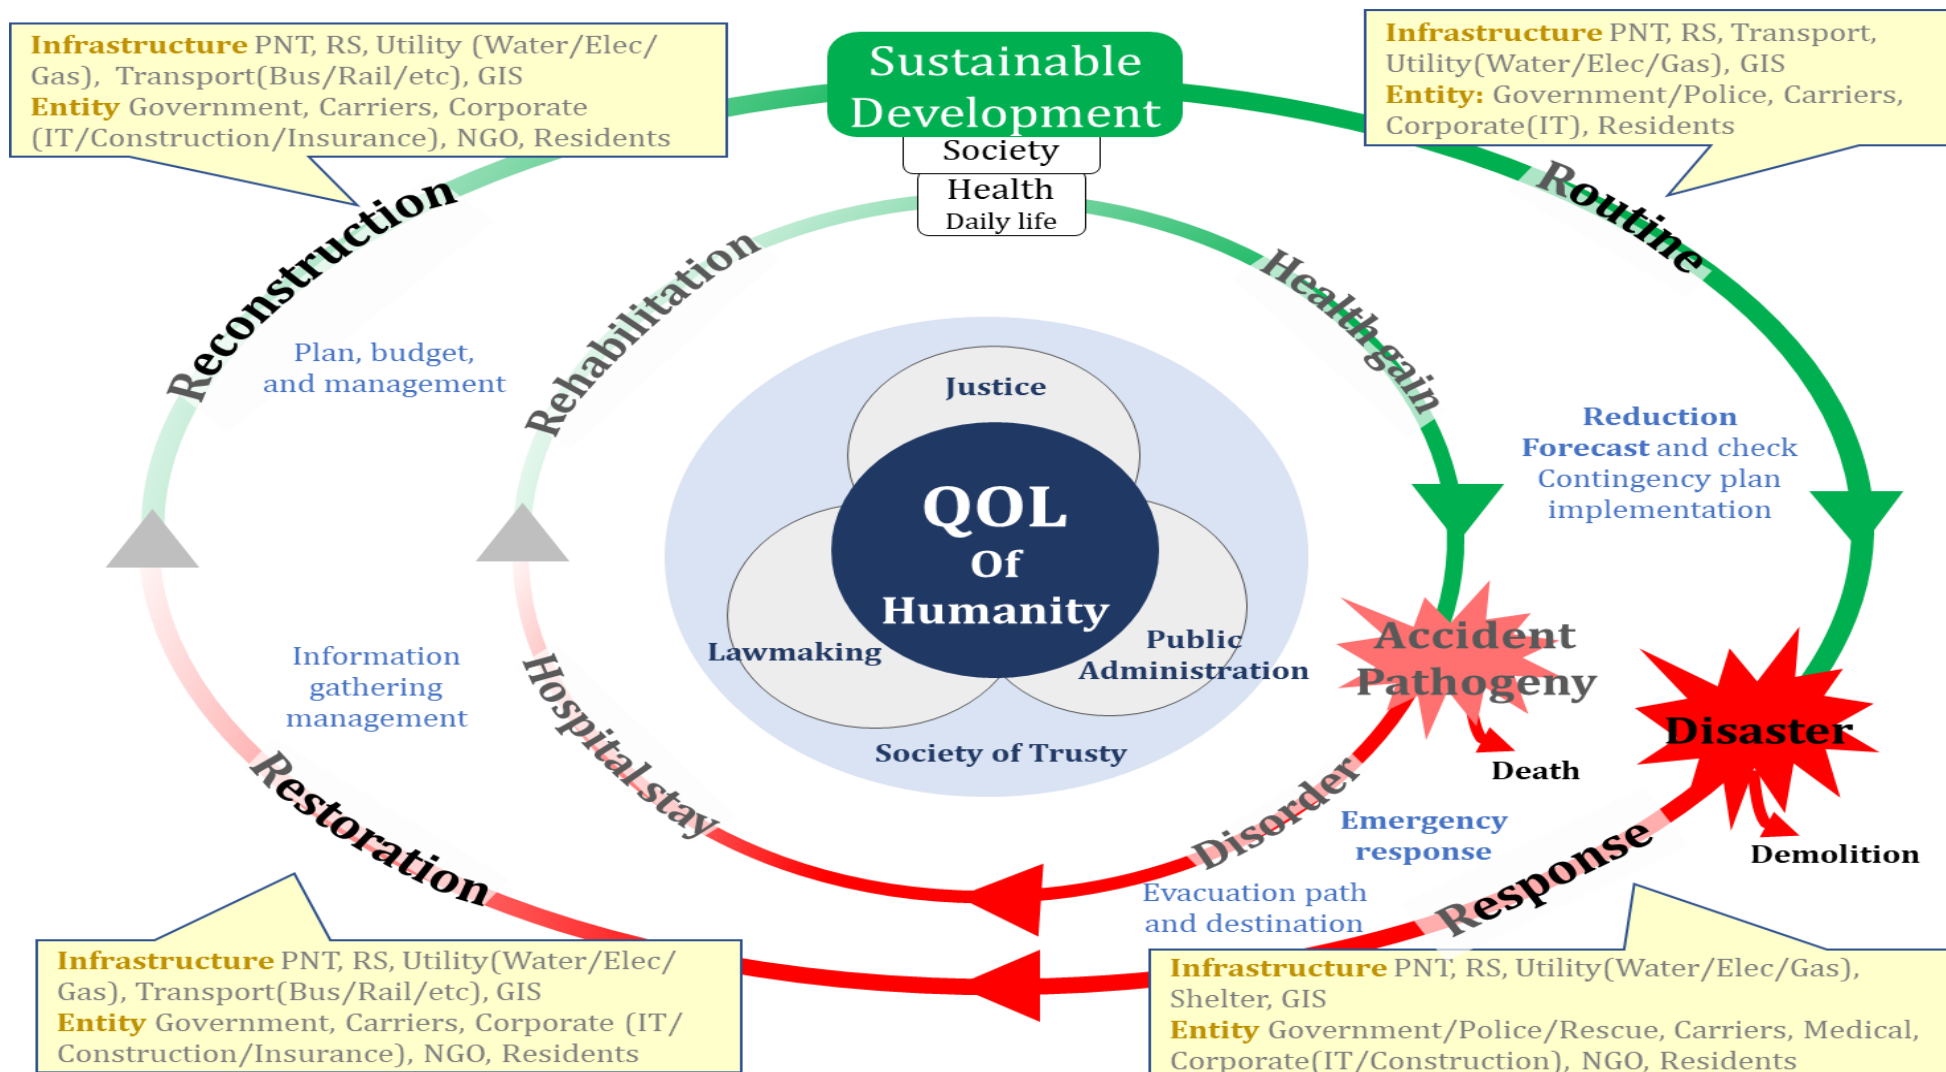 Infrastructure PNT, RS, Utility (Water/Elec/
Gas), Transport(Bus/Rail/etc), GIS
Entity Government, Carriers, Corporate
(IT/Construction/Insurance), NGO, Residents
Sustainable
Development
Society
Health
Daily life
Infrastructure PNT, RS, Transport,
Utility(Water/Elec/Gas), GIS
Entity: Government/Police, Carriers,
Corporate(IT), Residents
Reconstruction
Rehabilitation
Health gain
Routine
Plan, budget,
and management
Justice
QOL
Of
Humanity
Lawmaking
Public
Administration
Society of Trusty
Reduction
Forecast and check
Contingency plan
implementation
Information
gathering
management
Accident
Pathogeny
Death
Disaster
Demolition
Hospital stay
Disorder
Restoration
Response
Emergency
response
Evacuation path
and destination
Infrastructure PNT, RS, Utility(Water/Elec/
Gas), Transport(Bus/Rail/etc), GIS
Entity Government, Carriers, Corporate (IT/
Construction/Insurance), NGO, Residents
Infrastructure PNT, RS, Utility(Water/Elec/Gas),
Shelter, GIS
Entity Government/Police/Rescue, Carriers, Medical,
Corporate(IT/Construction), NGO, Residents